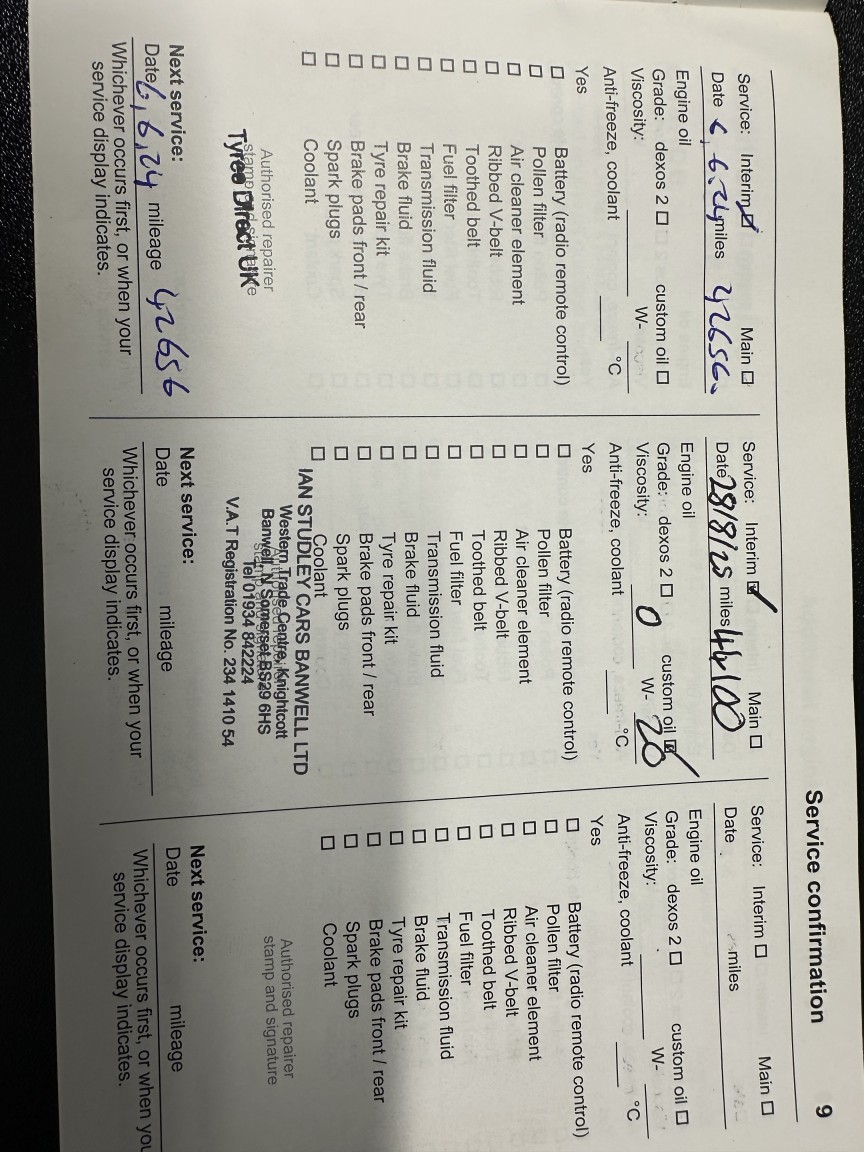 Service confirmation 9
Service: Interim ☑ Main ☐
Date 6, 6.24 miles 42656.
Engine oil
Grade: dexos 2 ☐ custom oil ☐
Viscosity: W-
Anti-freeze, coolant °C
Yes
☐ Battery (radio remote control)
☐ Pollen filter
☐ Air cleaner element
☐ Ribbed V-belt
☐ Toothed belt
☐ Fuel filter
☐ Transmission fluid
☐ Brake fluid
☐ Tyre repair kit
☐ Brake pads front / rear
☐ Spark plugs
☐ Coolant
Authorised repairer
stamp and signature
Tyres Direct UK
Next service:
Date 6, 6, 24 mileage 42656
Whichever occurs first, or when your
service display indicates.
Service: Interim ☑ Main ☐
Date 28/8/25 miles 44100
Engine oil
Grade: dexos 2 ☐ custom oil ☑
Viscosity: 0 W- 20
Anti-freeze, coolant °C
Yes
☐ Battery (radio remote control)
☐ Pollen filter
☐ Air cleaner element
☐ Ribbed V-belt
☐ Toothed belt
☐ Fuel filter
☐ Transmission fluid
☐ Brake fluid
☐ Tyre repair kit
☐ Brake pads front / rear
☐ Spark plugs
☐ Coolant
IAN STUDLEY CARS BANWELL LTD
Western Trade Centre, Knightcott
Banwell, N Somerset BS29 6HS
Tel 01934 842224
V.A.T Registration No. 234 1410 54
Next service:
Date mileage
Whichever occurs first, or when your
service display indicates.
Service: Interim ☐ Main ☐
Date miles
Engine oil
Grade: dexos 2 ☐ custom oil ☐
Viscosity: W-
Anti-freeze, coolant °C
Yes
☐ Battery (radio remote control)
☐ Pollen filter
☐ Air cleaner element
☐ Ribbed V-belt
☐ Toothed belt
☐ Fuel filter
☐ Transmission fluid
☐ Brake fluid
☐ Tyre repair kit
☐ Brake pads front / rear
☐ Spark plugs
☐ Coolant
Authorised repairer
stamp and signature
Next service:
Date mileage
Whichever occurs first, or when you
service display indicates.